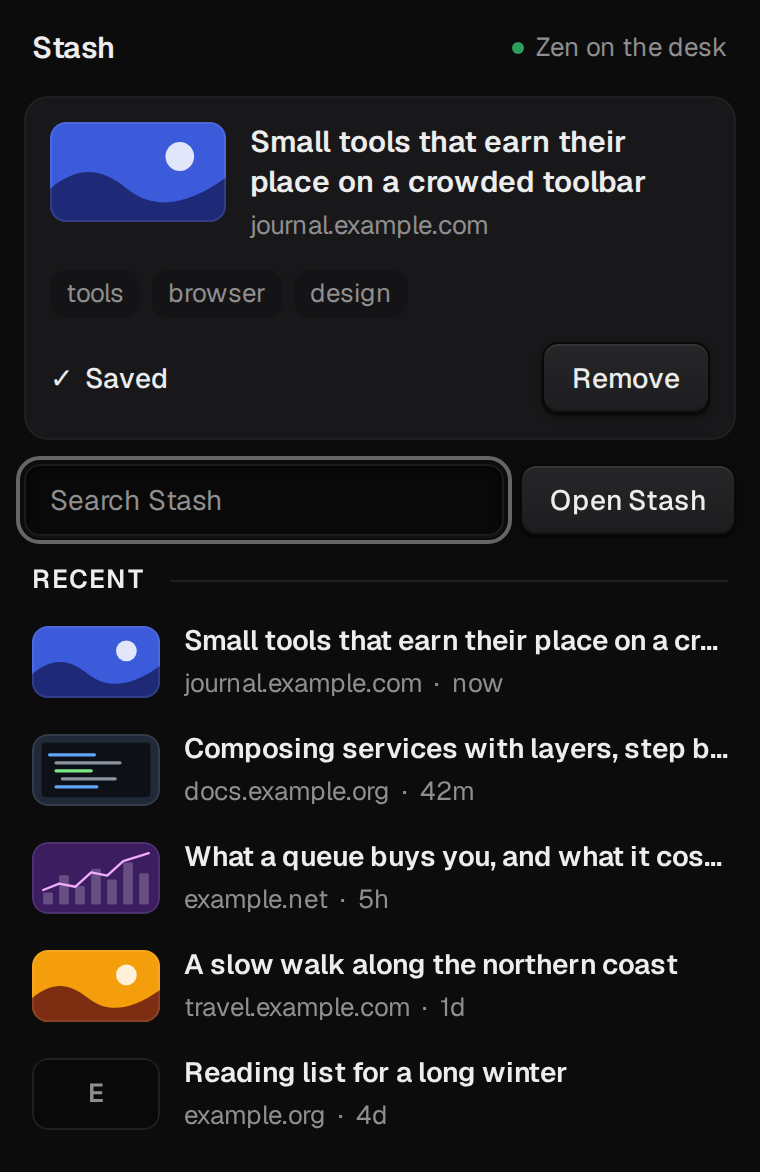 Stash
Zen on the desk
Small tools that earn their
place on a crowded toolbar
journal.example.com
tools
browser
design
✓ Saved
Remove
Search Stash
Open Stash
RECENT
Small tools that earn their place on a cr…
journal.example.com · now
Composing services with layers, step b…
docs.example.org · 42m
What a queue buys you, and what it cos…
example.net · 5h
A slow walk along the northern coast
travel.example.com · 1d
E
Reading list for a long winter
example.org · 4d